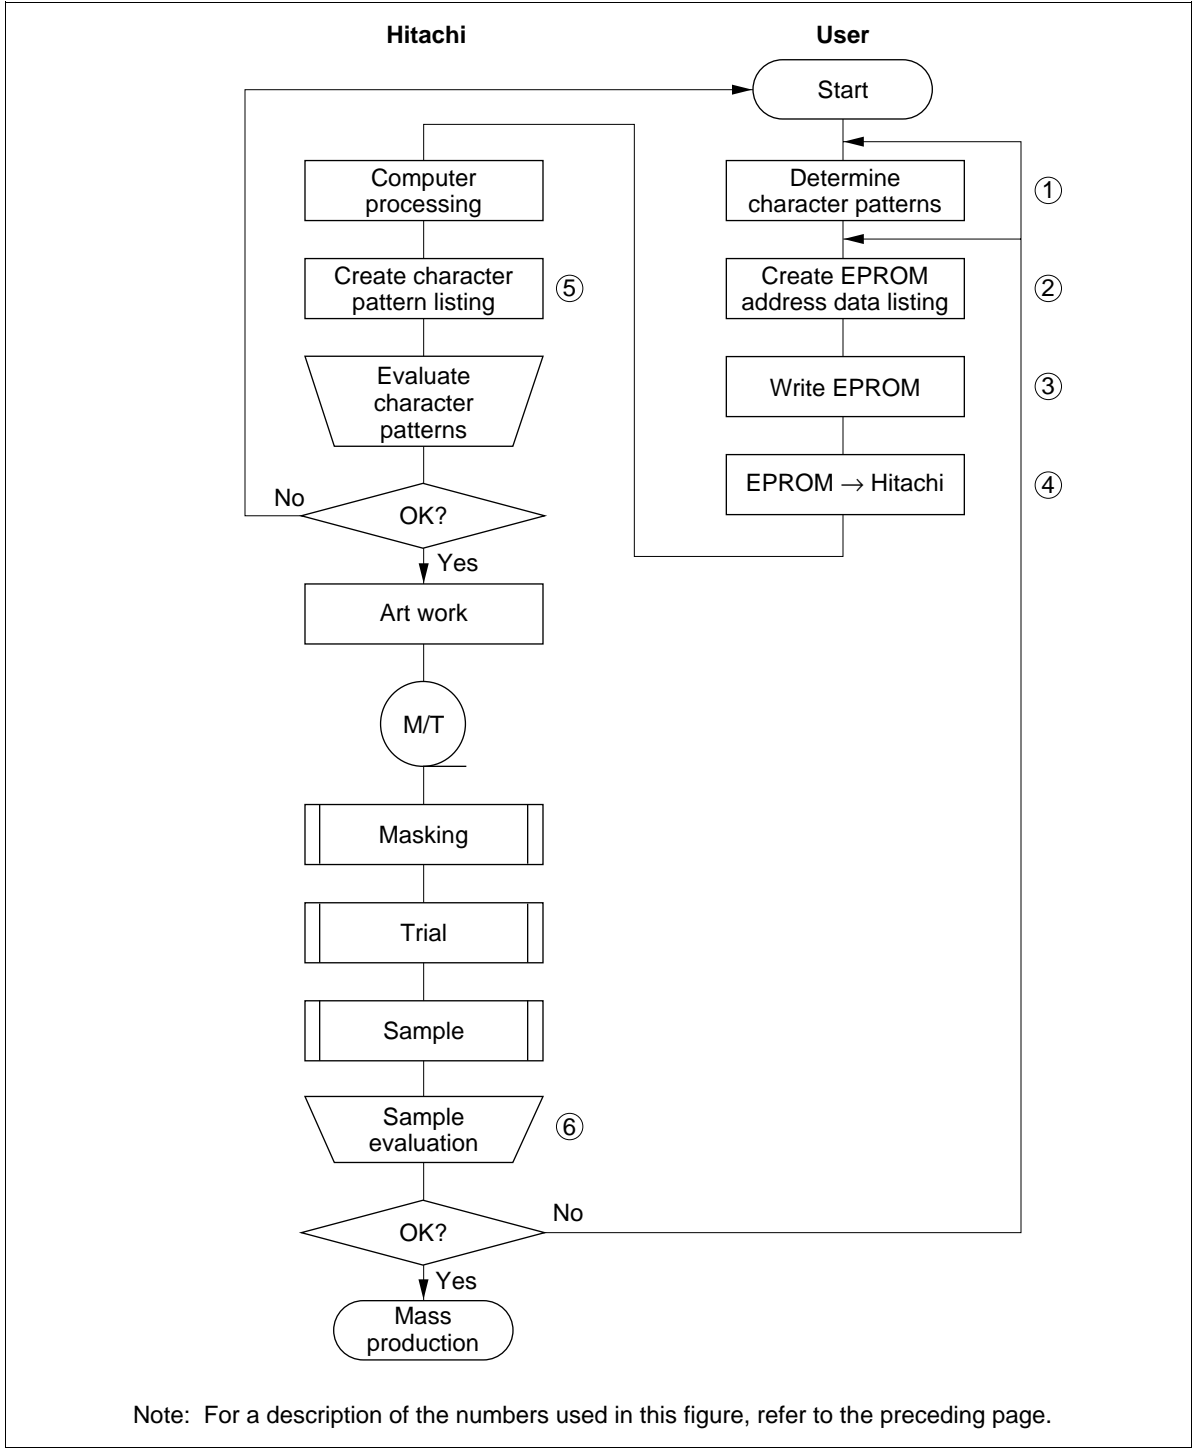 Hitachi
User
Start
Determine
character patterns
①
Create EPROM
address data listing
②
Write EPROM
③
EPROM → Hitachi
④
Computer
processing
Create character
pattern listing
⑤
Evaluate
character
patterns
OK?
No
Yes
Art work
M/T
Masking
Trial
Sample
Sample
evaluation
⑥
OK?
No
Yes
Mass
production
Note: For a description of the numbers used in this figure, refer to the preceding page.